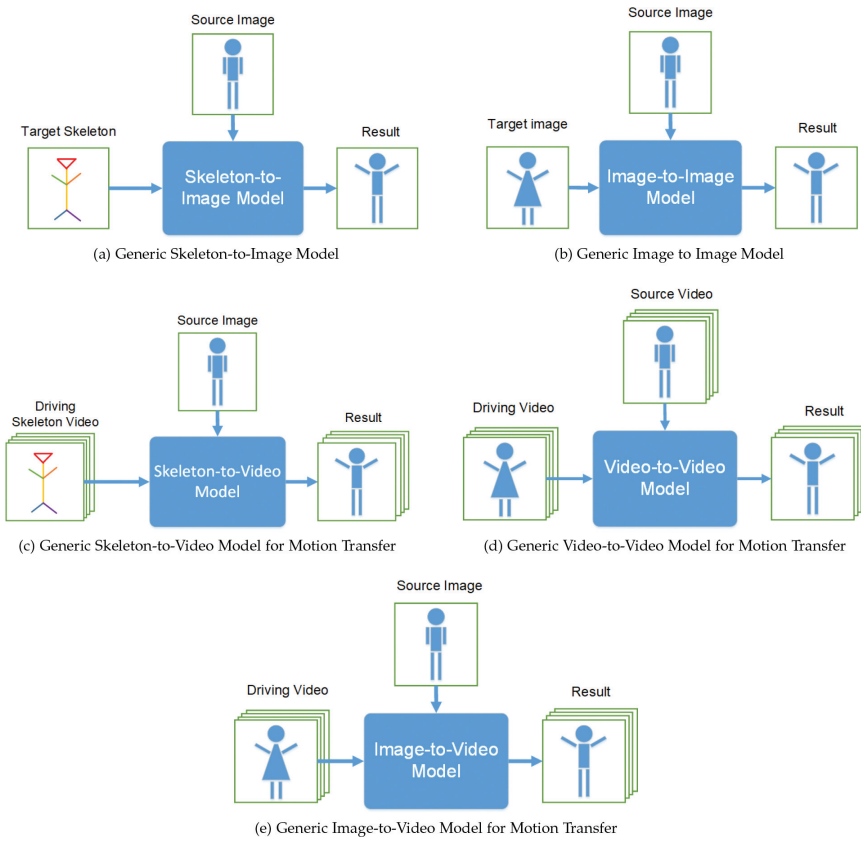 Source Image
Target Skeleton
Result
Skeleton-to-
Image Model
(a) Generic Skeleton-to-Image Model
Source Image
Target image
Result
Image-to-Image
Model
(b) Generic Image to Image Model
Source Image
Driving
Skeleton Video
Result
Skeleton-to-Video
Model
(c) Generic Skeleton-to-Video Model for Motion Transfer
Source Video
Driving Video
Result
Video-to-Video
Model
(d) Generic Video-to-Video Model for Motion Transfer
Source Image
Driving Video
Result
Image-to-Video
Model
(e) Generic Image-to-Video Model for Motion Transfer